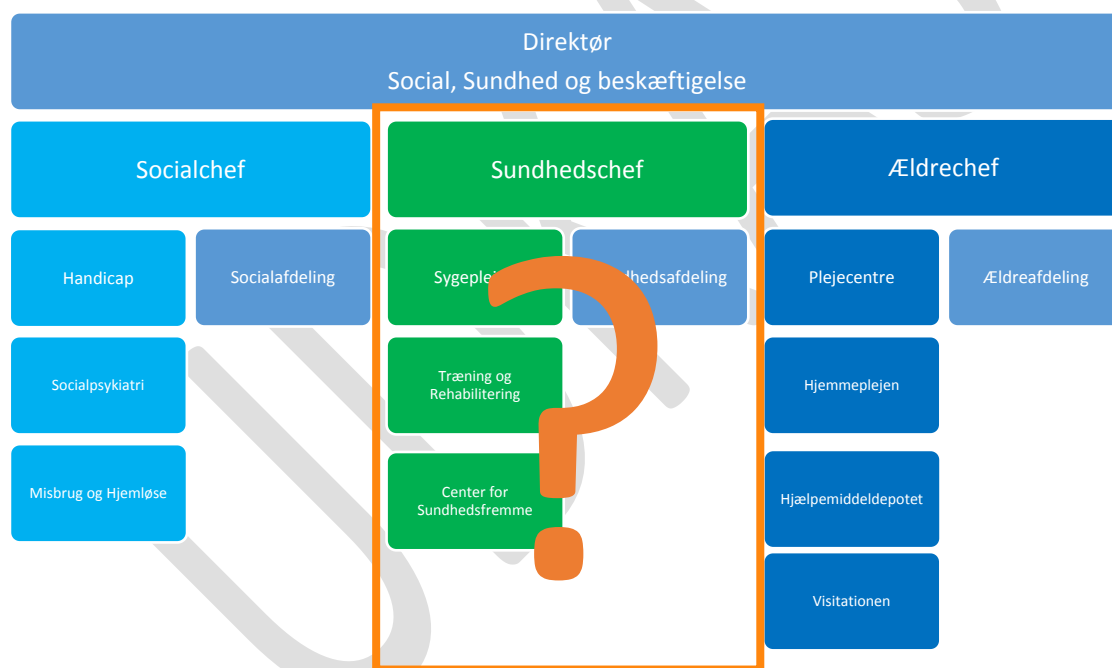 Direktør
Social, Sundhed og beskæftigelse
Socialchef
Sundhedschef
Ældrechef
Handicap
Socialafdeling
Plejecentre
Ældreafdeling
Socialpsykiatri
Træning og
Rehabilitering
Hjemmeplejen
Misbrug og Hjemløse
Center for
Sundhedsfremme
Hjælpemiddeldepotet
Visitationen
?